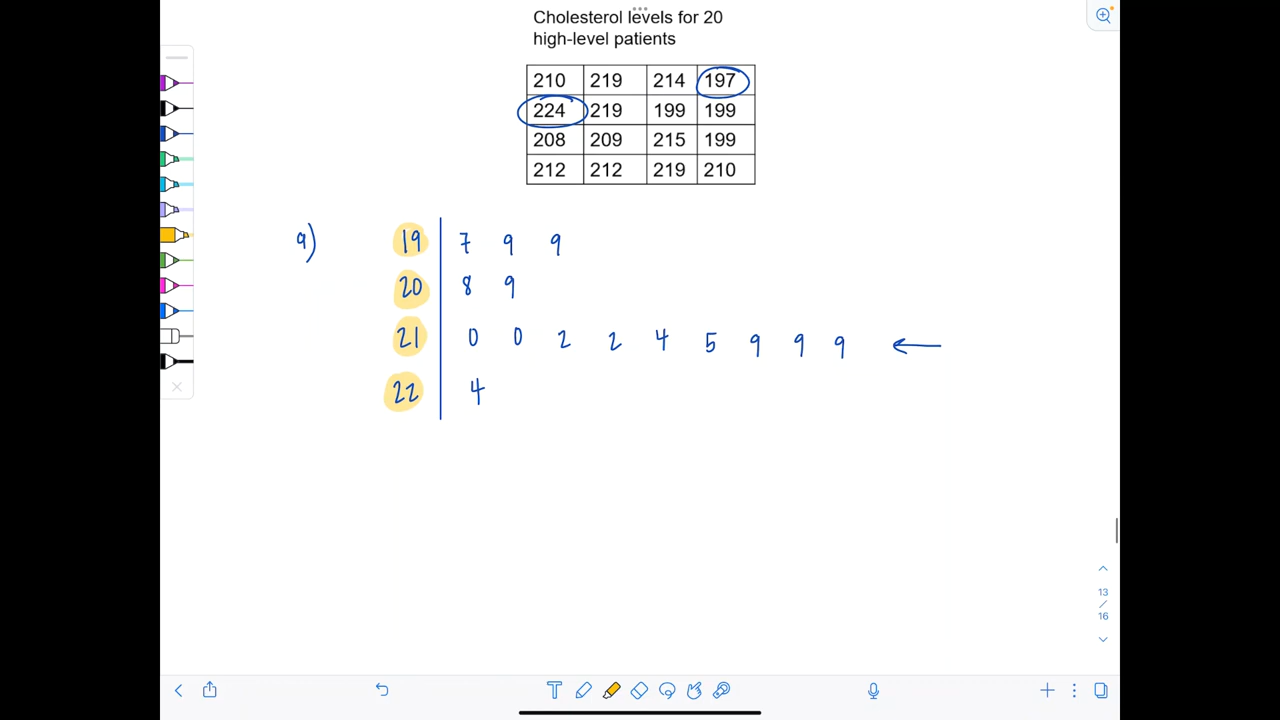 Cholesterol levels for 20
high-level patients
210 219 214 197
224 219 199 199
208 209 215 199
212 212 219 210
a) 19 7 9 9
20 8 9
21 0 0 2 2 4 5 9 9 9
22 4
13
/
16
T